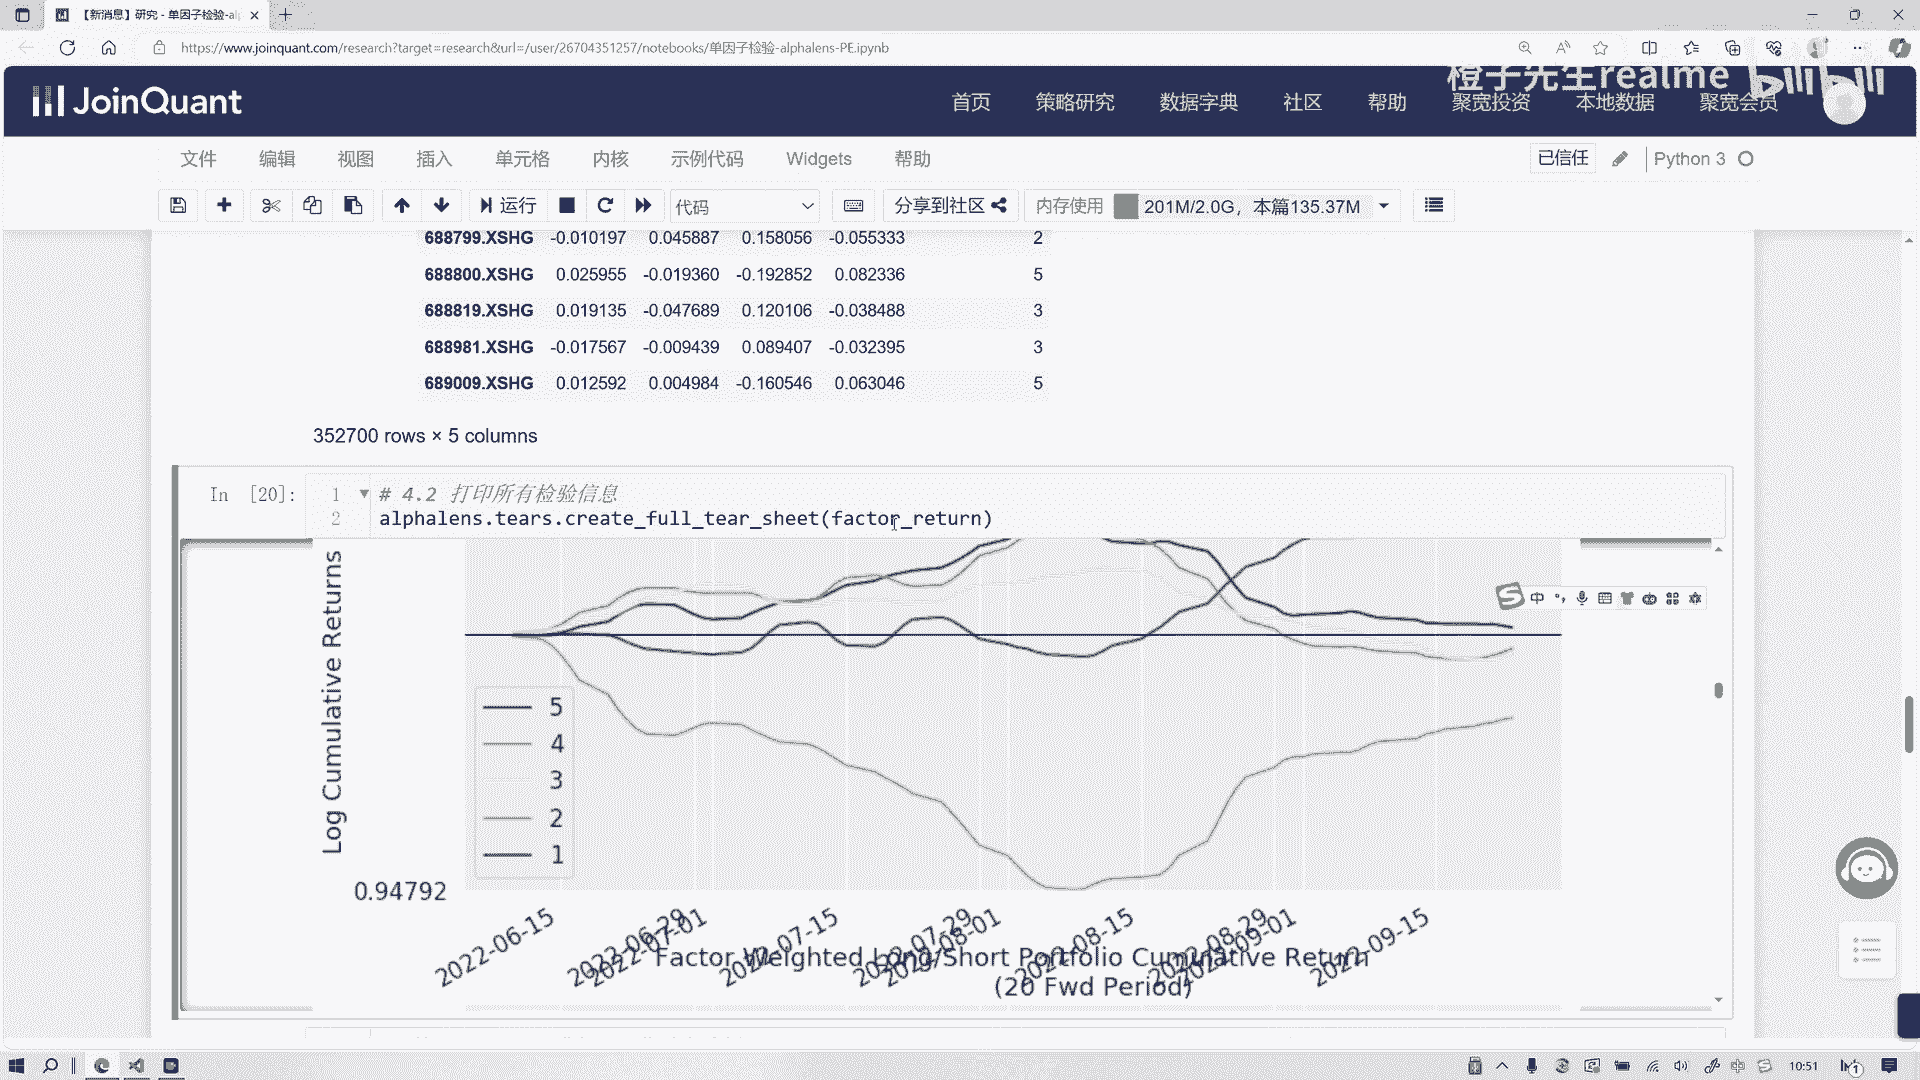 【新消息】研究 - 单因子检验-al
https://www.joinquant.com/research?target=research&url=/user/26704351257/notebooks/单因子检验-alphalens-PE.ipynb
橙子先生realme bilibili
JoinQuant 首页 策略研究 数据字典 社区 帮助 聚宽投资 本地数据 聚宽会员
文件 编辑 视图 插入 单元格 内核 示例代码 Widgets 帮助 已信任 Python 3
运行 代码 分享到社区 内存使用 201M/2.0G，本篇135.37M
688799.XSHG -0.010197 0.045887 0.158056 -0.055333 2
688800.XSHG 0.025955 -0.019360 -0.192852 0.082336 5
688819.XSHG 0.019135 -0.047689 0.120106 -0.038488 3
688981.XSHG -0.017567 -0.009439 0.089407 -0.032395 3
689009.XSHG 0.012592 0.004984 -0.160546 0.063046 5
352700 rows × 5 columns
In [20]: 1 # 4.2 打印所有检验信息
2 alphalens.tears.create_full_tear_sheet(factor_return)
Log Cumulative Returns
中
5
4
3
2
1
0.94792
2022-06-15 2022-06-29 2022-07-01 2022-07-15 2022-07-29 2022-08-01 2022-08-15 2022-08-29 2022-09-01 2022-09-15
Factor Weighted Long/Short Portfolio Cumulative Return
(20 Fwd Period)
10:51